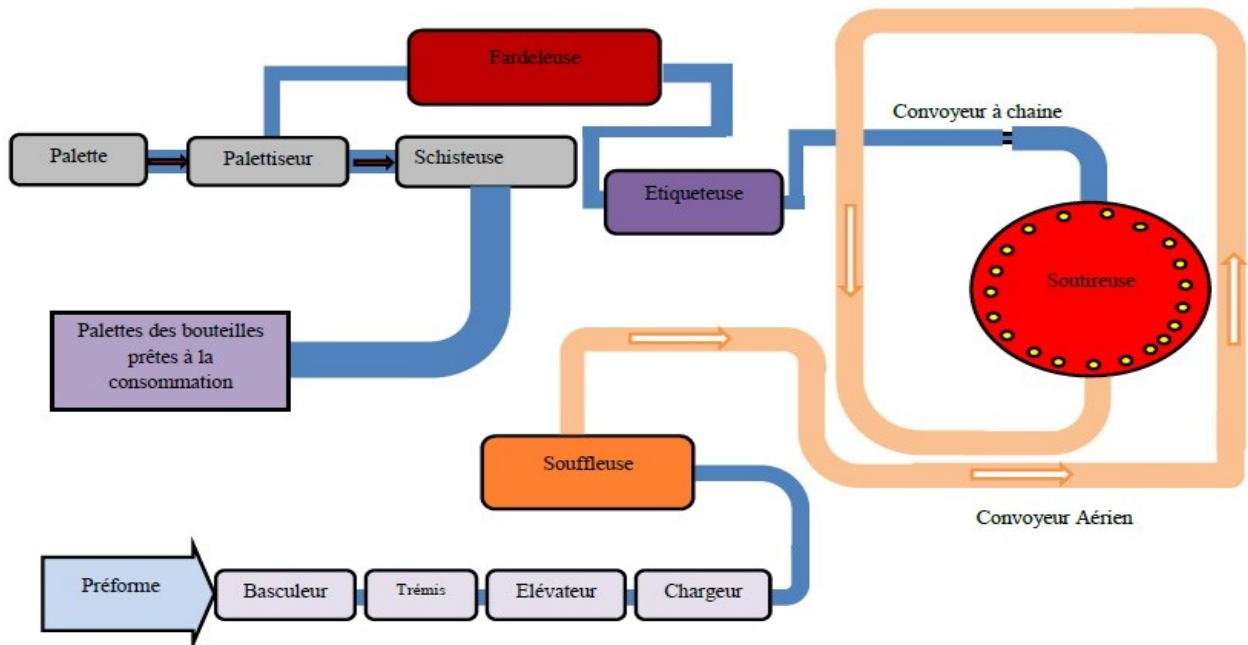 Fardeleuse
Convoyeur à chaine
Palette
Palettiseur
Schisteuse
Etiqueteuse
Soutireuse
Palettes des bouteilles
prêtes à la
consommation
Souffleuse
Convoyeur Aérien
Préforme
Basculeur
Trémis
Elévateur
Chargeur